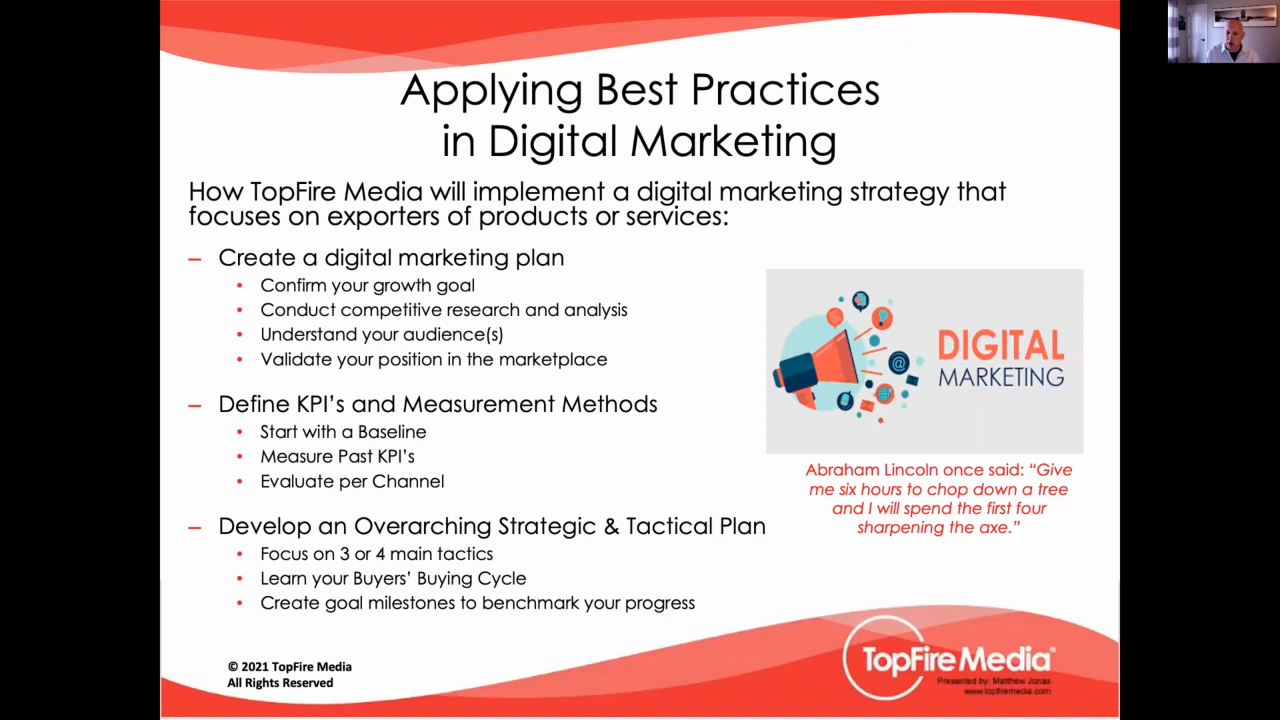 Applying Best Practices
in Digital Marketing
How TopFire Media will implement a digital marketing strategy that
focuses on exporters of products or services:
– Create a digital marketing plan
• Confirm your growth goal
• Conduct competitive research and analysis
• Understand your audience(s)
• Validate your position in the marketplace
– Define KPI's and Measurement Methods
• Start with a Baseline
• Measure Past KPI's
• Evaluate per Channel
– Develop an Overarching Strategic & Tactical Plan
• Focus on 3 or 4 main tactics
• Learn your Buyers' Buying Cycle
• Create goal milestones to benchmark your progress
@
DIGITAL
MARKETING
Abraham Lincoln once said: “Give
me six hours to chop down a tree
and I will spend the first four
sharpening the axe.”
© 2021 TopFire Media
All Rights Reserved
TopFire Media®
Presented by: Matthew Jonas
www.topfiremedia.com